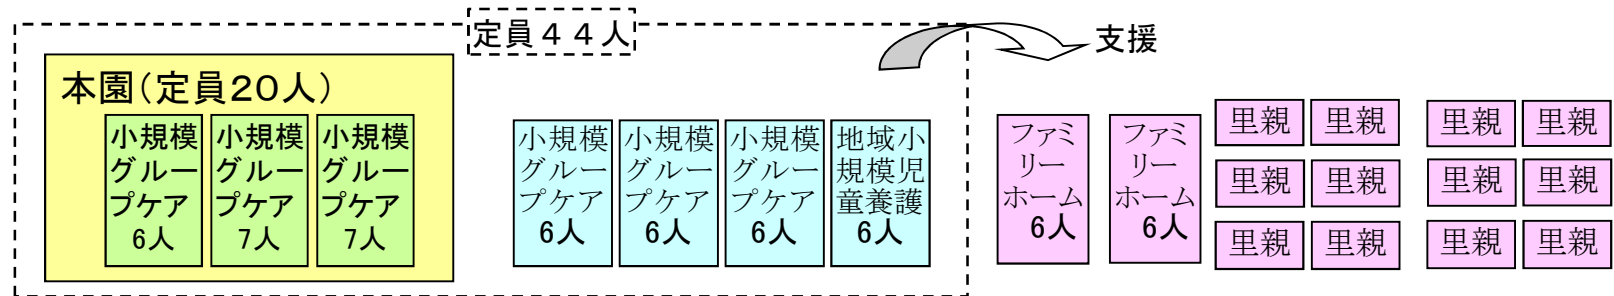 定員４４人
支援
本園(定員20人)
小規模
グルー
プケア
6人
小規模
グルー
プケア
7人
小規模
グルー
プケア
7人
小規模
グルー
プケア
6人
小規模
グルー
プケア
6人
小規模
グルー
プケア
6人
地域小
規模児
童養護
6人
ファミ
リー
ホーム
6人
ファミ
リー
ホーム
6人
里親
里親
里親
里親
里親
里親
里親
里親
里親
里親
里親
里親